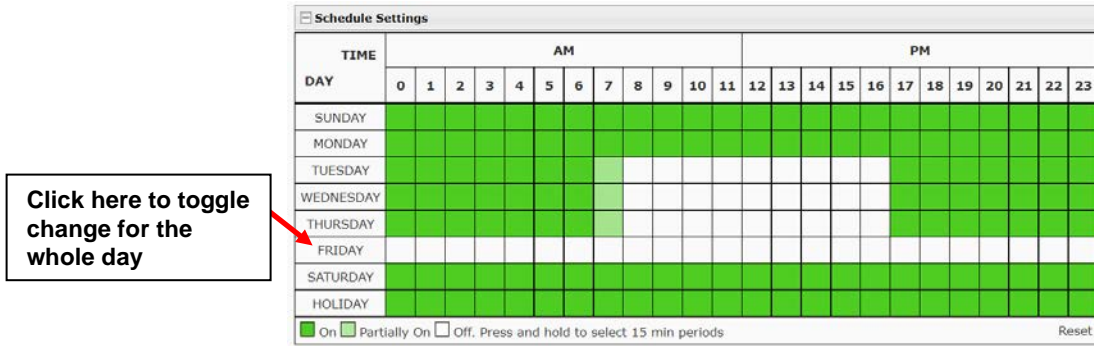 Schedule Settings
TIME AM PM
DAY 0 1 2 3 4 5 6 7 8 9 10 11 12 13 14 15 16 17 18 19 20 21 22 23
SUNDAY
MONDAY
TUESDAY
WEDNESDAY
THURSDAY
FRIDAY
SATURDAY
HOLIDAY
On Partially On Off. Press and hold to select 15 min periods Reset
Click here to toggle
change for the
whole day